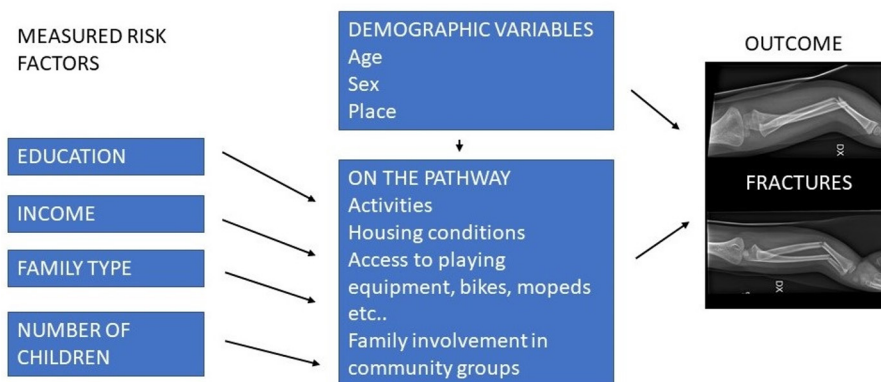 MEASURED RISK
FACTORS
EDUCATION
INCOME
FAMILY TYPE
NUMBER OF
CHILDREN
DEMOGRAPHIC VARIABLES
Age
Sex
Place
ON THE PATHWAY
Activities
Housing conditions
Access to playing
equipment, bikes, mopeds
etc..
Family involvement in
community groups
OUTCOME
DX
FRACTURES
DX